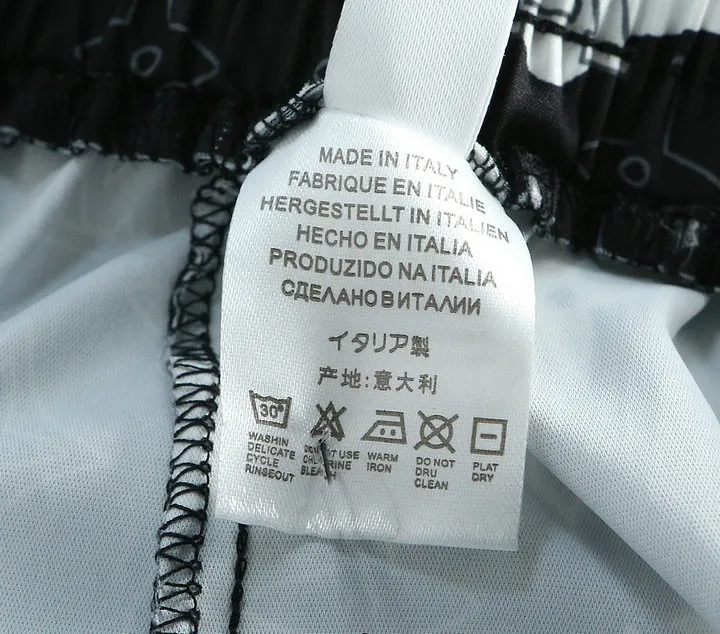 MADE IN ITALY
FABRIQUE EN ITALIE
HERGESTELLT IN ITALIEN
HECHO EN ITALIA
PRODUZIDO NA ITALIA
СДЕЛАНО В ИТАЛИИ
イタリア製
产地:意大利
30°
WASHIN
DELICATE
CYCLE
RINSEOUT
USE
WARM
IRON
DO NOT
DRU
CLEAN
PLAT
DRY